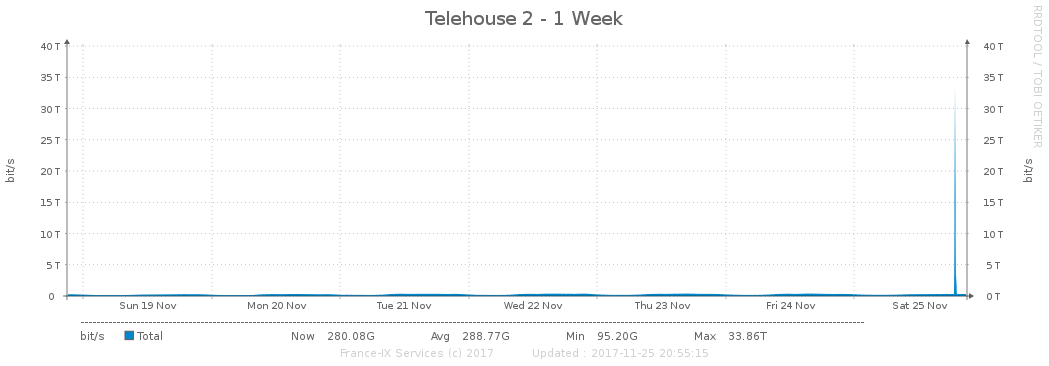 Telehouse 2 - 1 Week
RRDTOOL / TOBI OETIKER
bit/s
40 T 40 T
35 T 35 T
30 T 30 T
25 T 25 T
20 T 20 T
15 T 15 T
10 T 10 T
5 T 5 T
0 0 T
bit/s
Sun 19 Nov Mon 20 Nov Tue 21 Nov Wed 22 Nov Thu 23 Nov Fri 24 Nov Sat 25 Nov
bit/s Total Now 280.08G Avg 288.77G Min 95.20G Max 33.86T
France-IX Services (c) 2017 Updated : 2017-11-25 20:55:15